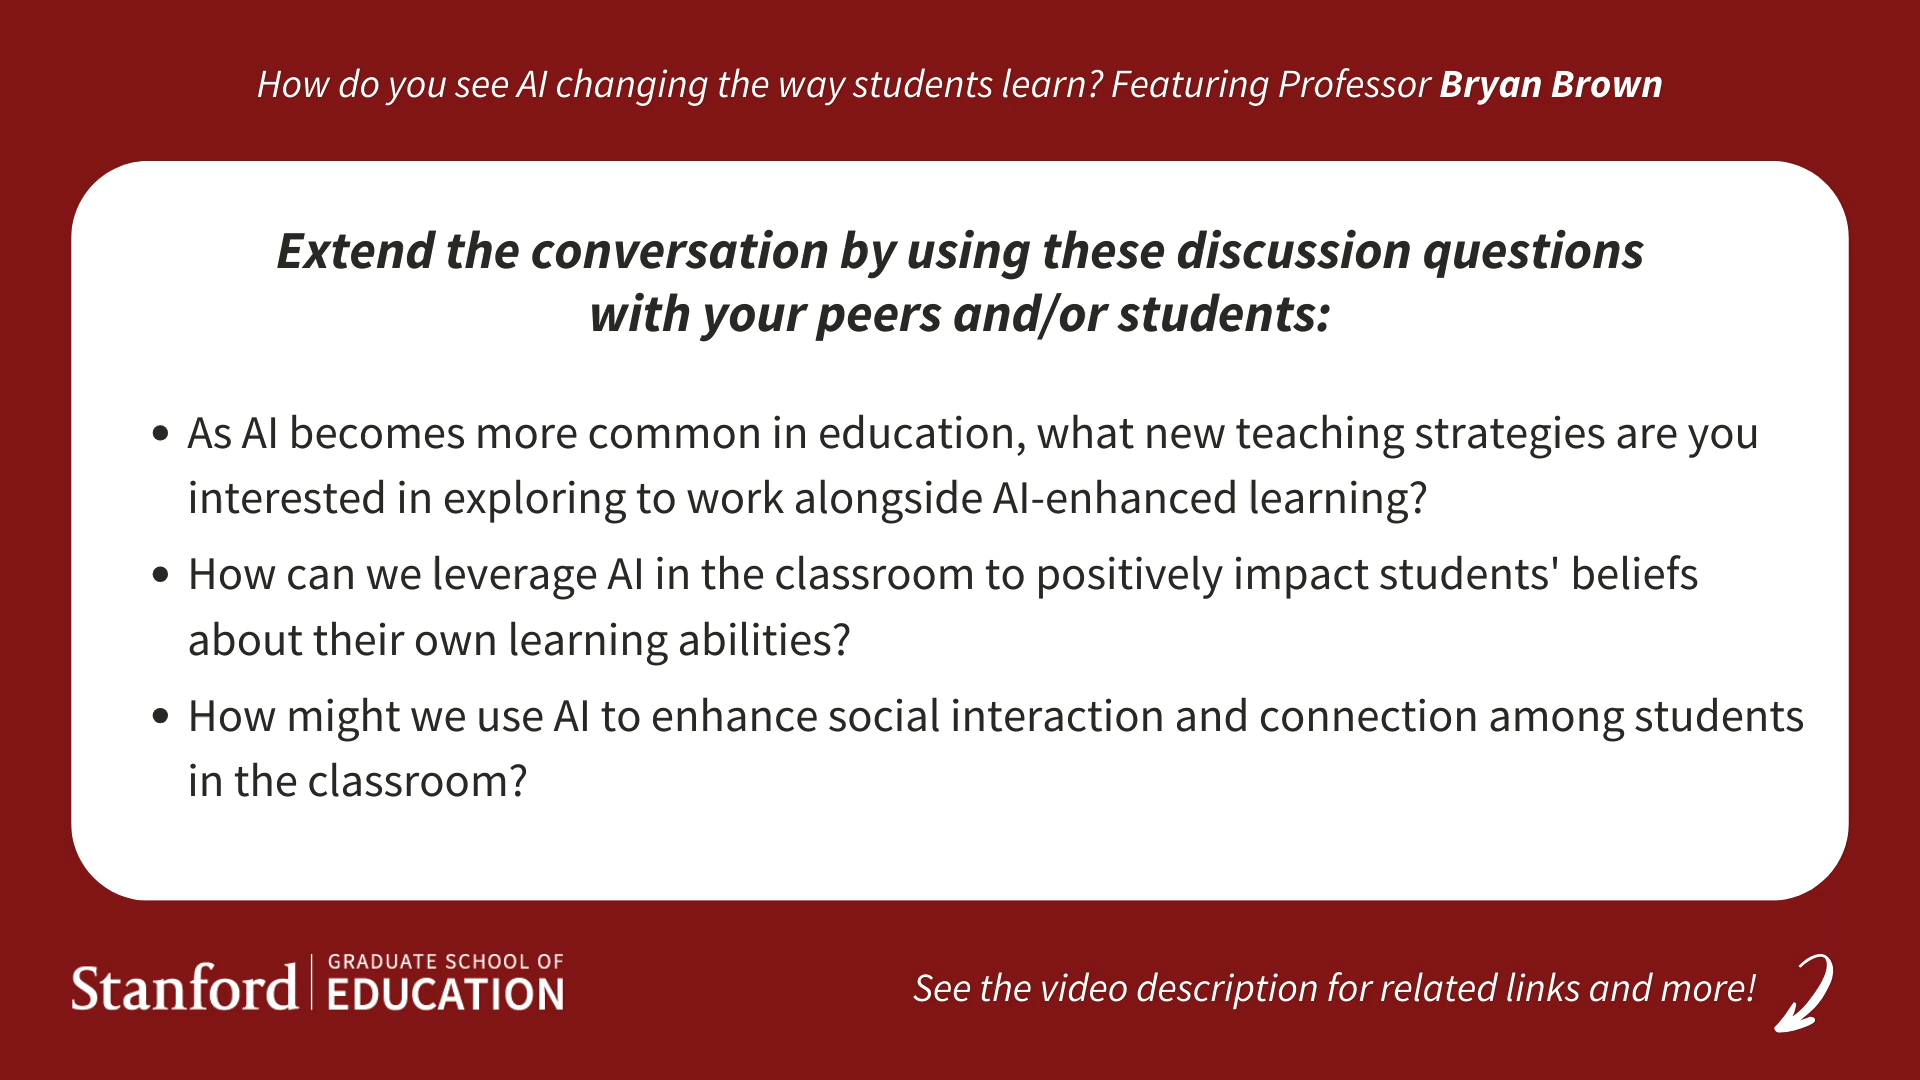 How do you see AI changing the way students learn? Featuring Professor Bryan Brown
Extend the conversation by using these discussion questions
with your peers and/or students:
• As AI becomes more common in education, what new teaching strategies are you
interested in exploring to work alongside AI-enhanced learning?
• How can we leverage AI in the classroom to positively impact students' beliefs
about their own learning abilities?
• How might we use AI to enhance social interaction and connection among students
in the classroom?
Stanford
GRADUATE SCHOOL OF
EDUCATION
See the video description for related links and more!